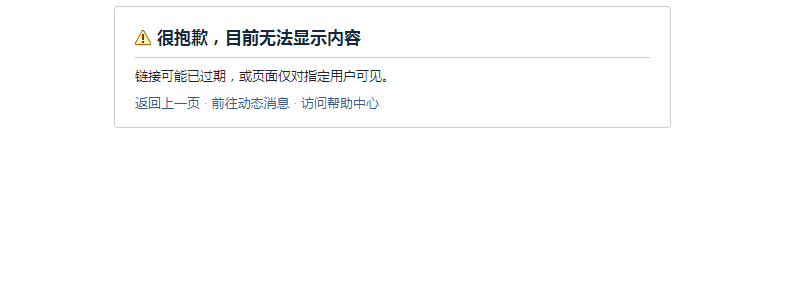 很抱歉，目前无法显示内容
链接可能已过期，或页面仅对指定用户可见。
返回上一页 · 前往动态消息 · 访问帮助中心